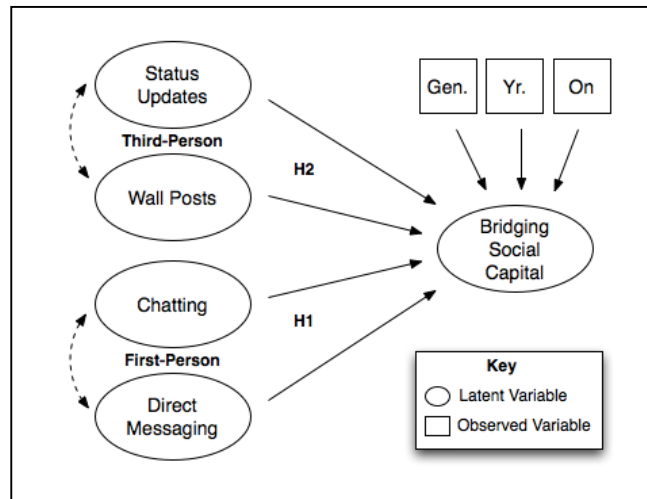 Status
Updates
Third-Person
Wall Posts
H2
Gen.
Yr.
On
Bridging
Social
Capital
Chatting
First-Person
Direct
Messaging
H1
Key
Latent Variable
Observed Variable